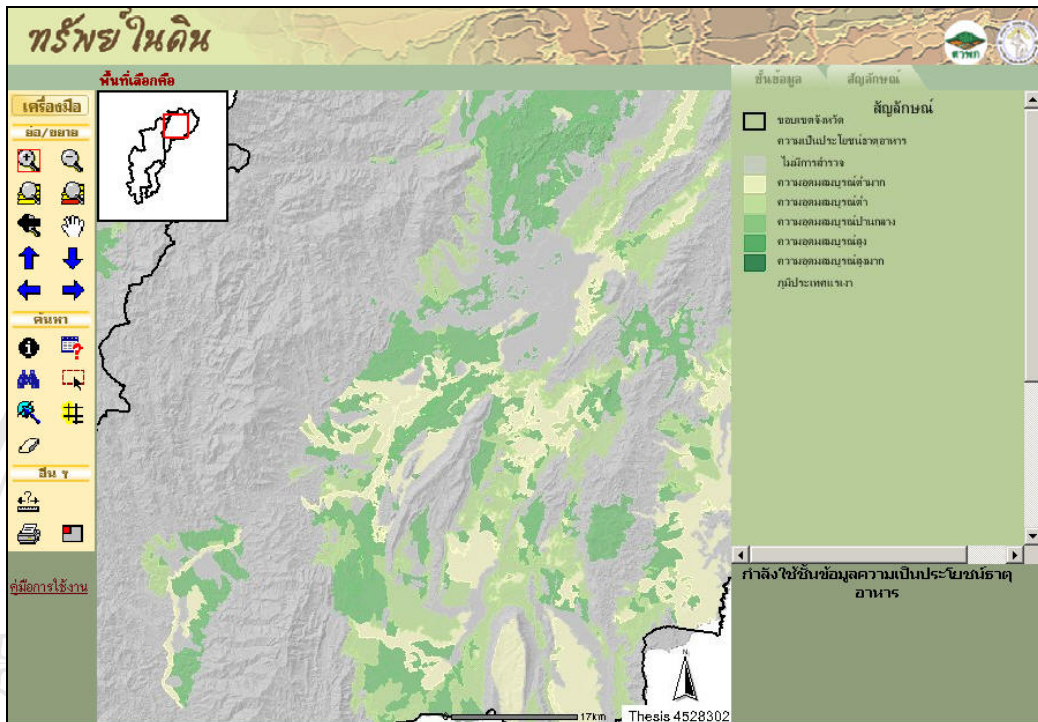 ทรัพย์ในดิน
สวพก
พื้นที่เลือกคือ
ชั้นข้อมูล
สัญลักษณ์
เครื่องมือ
ย่อ/ขยาย
ค้นหา
อื่น ๆ
คู่มือการใช้งาน
สัญลักษณ์
ขอบเขตจังหวัด
ความเป็นประโยชน์ธาตุอาหาร
ไม่มีการสำรวจ
ความอุดมสมบูรณ์ต่ำมาก
ความอุดมสมบูรณ์ต่ำ
ความอุดมสมบูรณ์ปานกลาง
ความอุดมสมบูรณ์สูง
ความอุดมสมบูรณ์สูงมาก
ภูมิประเทศแรเงา
กำลังใช้ชั้นข้อมูลความเป็นประโยชน์ธาตุ
อาหาร
N
0 17km
Thesis 4528302